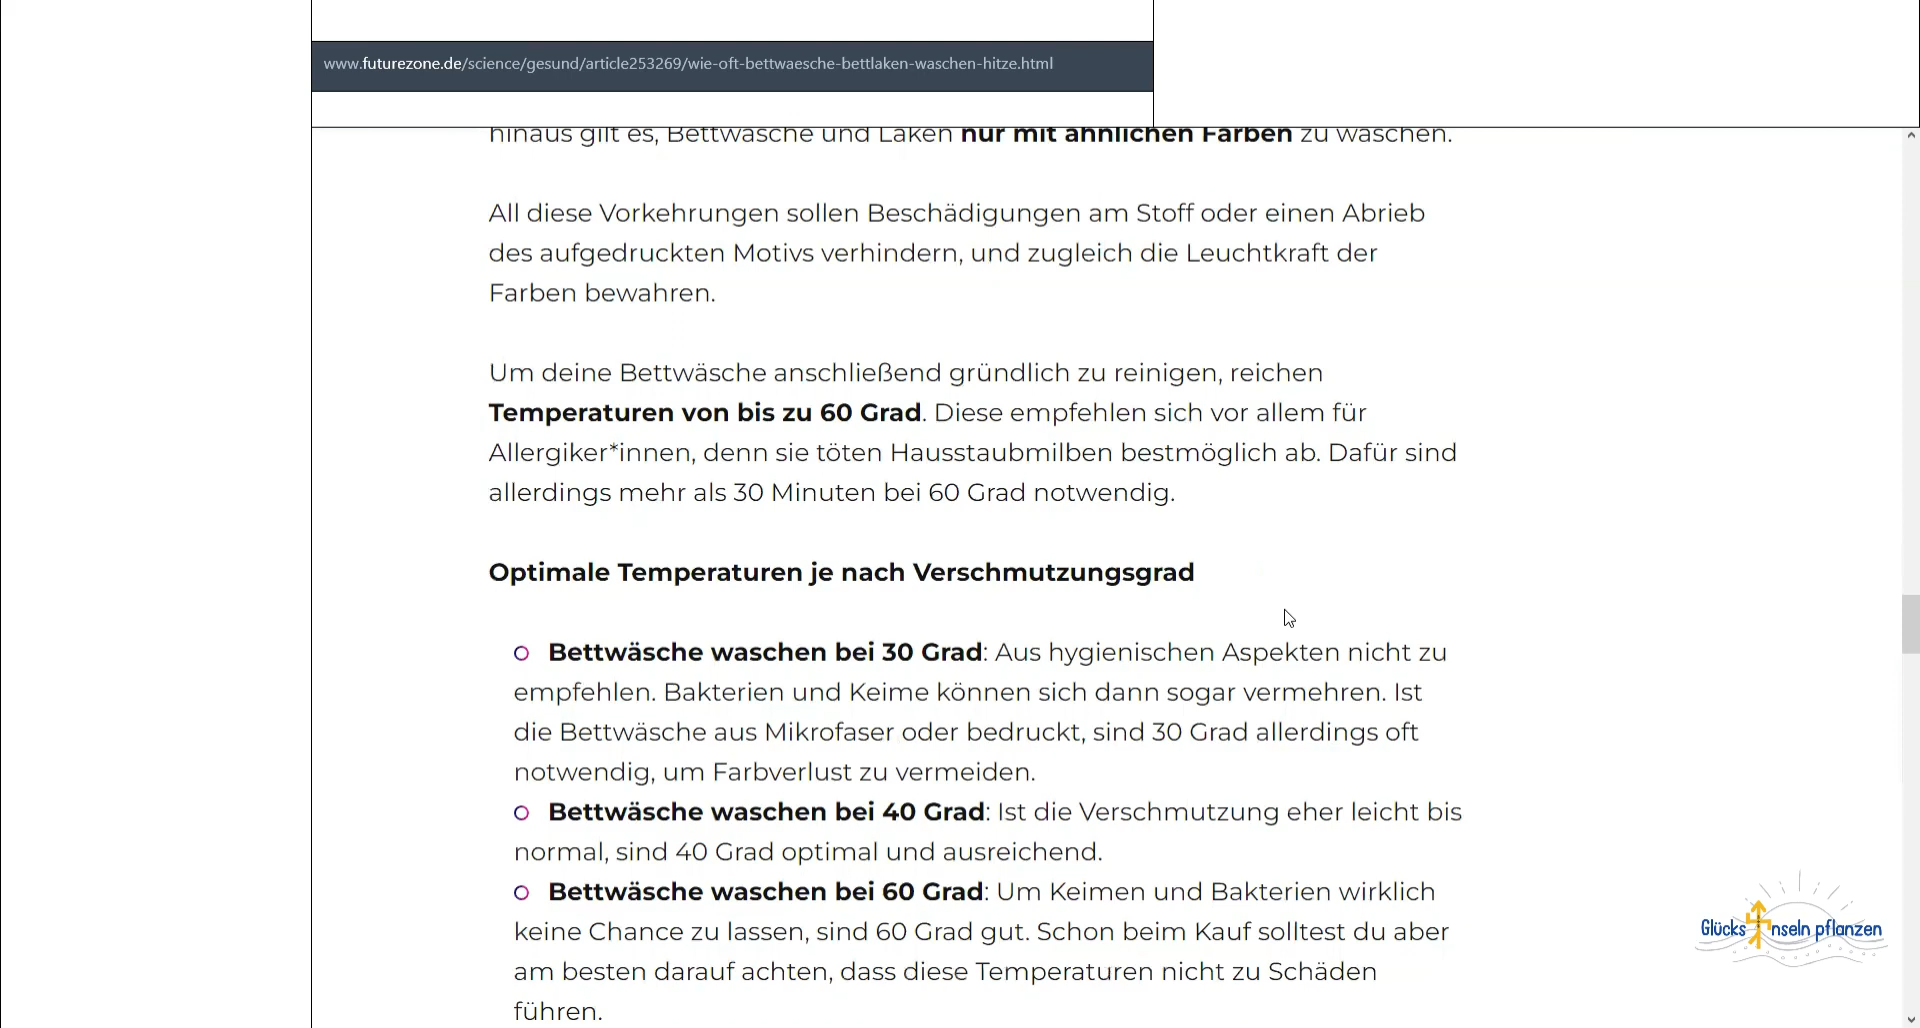 www.futurezone.de/science/gesund/article253269/wie-oft-bettwaesche-bettlaken-waschen-hitze.html
hinaus gilt es, Bettwäsche und Laken nur mit ähnlichen Farben zu waschen.
All diese Vorkehrungen sollen Beschädigungen am Stoff oder einen Abrieb
des aufgedruckten Motivs verhindern, und zugleich die Leuchtkraft der
Farben bewahren.
Um deine Bettwäsche anschließend gründlich zu reinigen, reichen
Temperaturen von bis zu 60 Grad. Diese empfehlen sich vor allem für
Allergiker*innen, denn sie töten Hausstaubmilben bestmöglich ab. Dafür sind
allerdings mehr als 30 Minuten bei 60 Grad notwendig.
Optimale Temperaturen je nach Verschmutzungsgrad
Bettwäsche waschen bei 30 Grad: Aus hygienischen Aspekten nicht zu
empfehlen. Bakterien und Keime können sich dann sogar vermehren. Ist
die Bettwäsche aus Mikrofaser oder bedruckt, sind 30 Grad allerdings oft
notwendig, um Farbverlust zu vermeiden.
Bettwäsche waschen bei 40 Grad: Ist die Verschmutzung eher leicht bis
normal, sind 40 Grad optimal und ausreichend.
Bettwäsche waschen bei 60 Grad: Um Keimen und Bakterien wirklich
keine Chance zu lassen, sind 60 Grad gut. Schon beim Kauf solltest du aber
am besten darauf achten, dass diese Temperaturen nicht zu Schäden
führen.
Glücks Inseln pflanzen